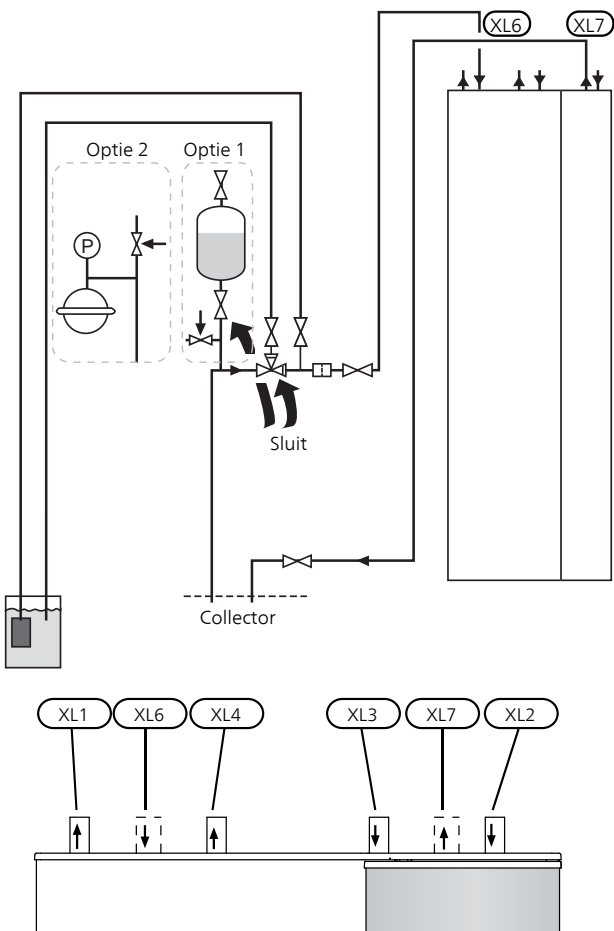 XL6 XL7
Optie 2 Optie 1
P
Sluit
Collector
XL1 XL6 XL4 XL3 XL7 XL2